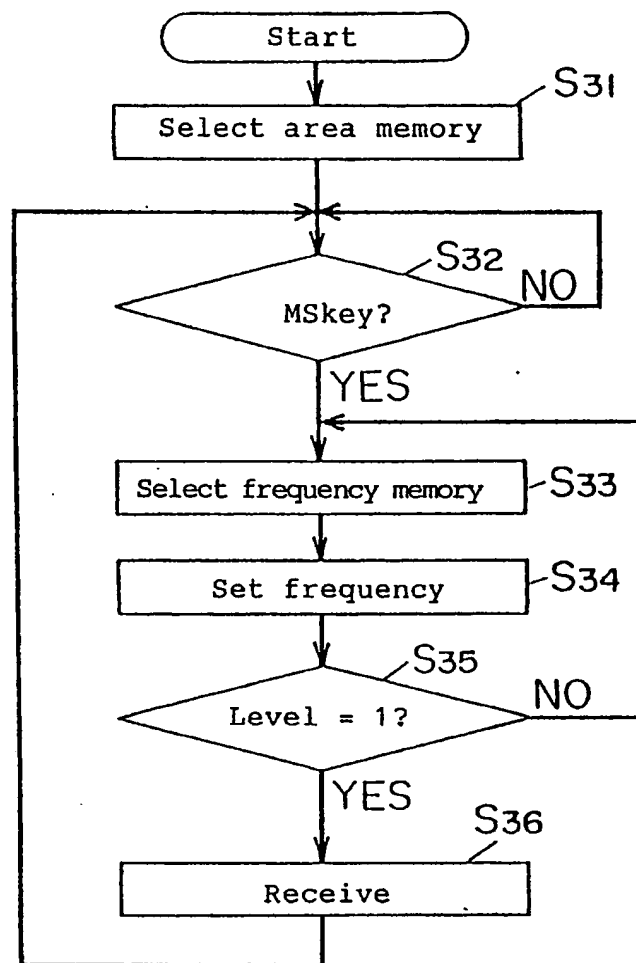 Start
S31
Select area memory
S32
NO
MSkey?
YES
Select frequency memory
S33
Set frequency
S34
S35
NO
Level = 1?
YES
S36
Receive